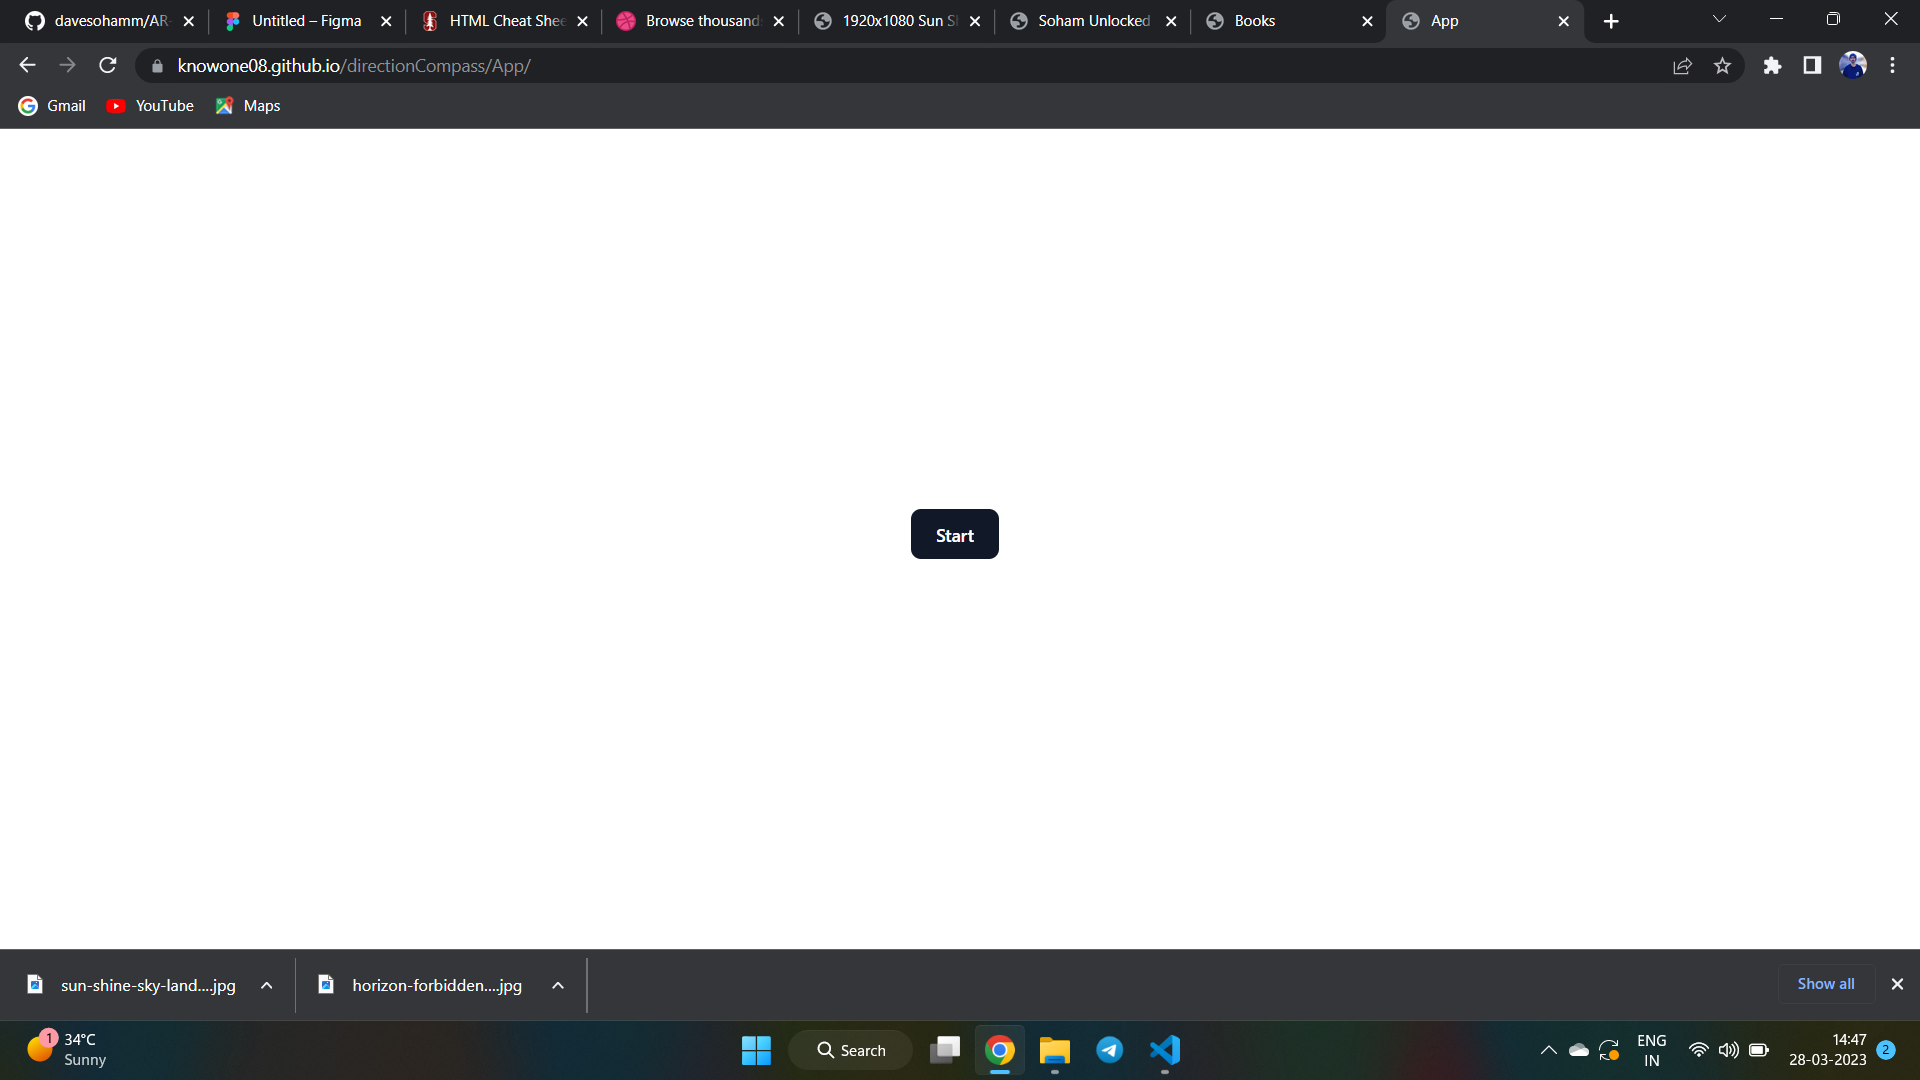 davesohamm/AR-
Untitled – Figma
HTML Cheat Shee
Browse thousands
1920x1080 Sun S
Soham Unlocked
Books
App
knowone08.github.io/directionCompass/App/
Gmail
YouTube
Maps
Start
sun-shine-sky-land....jpg
horizon-forbidden....jpg
Show all
1
34°C
Sunny
Search
ENG
IN
14:47
28-03-2023
2